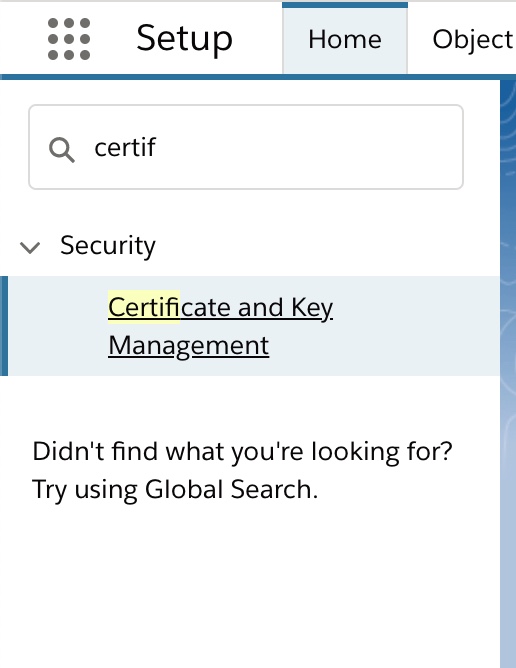 Setup
Home
Object
certif
Security
Certificate and Key
Management
Didn't find what you're looking for?
Try using Global Search.